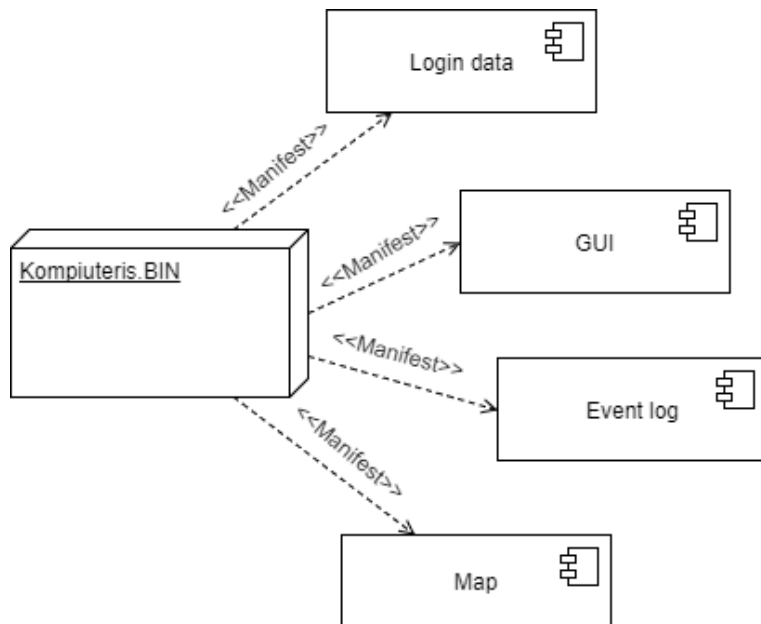 Login data
<<Manifest>>
GUI
Kompiuteris.BIN
<<Manifest>>
<<Manifest>>
Event log
<<Manifest>>
Map